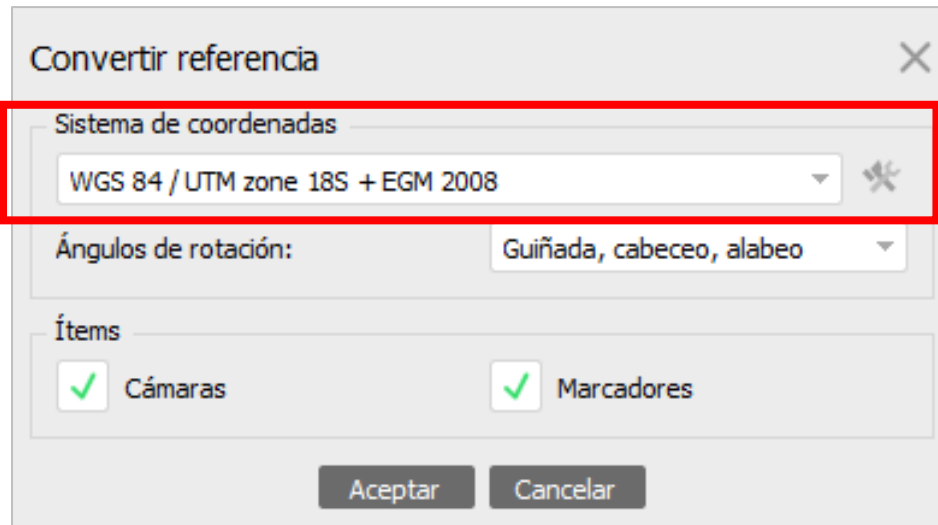 Convertir referencia
Sistema de coordenadas
WGS 84 / UTM zone 18S + EGM 2008
Ángulos de rotación: Guiñada, cabeceo, alabeo
Ítems
Cámaras Marcadores
Aceptar Cancelar